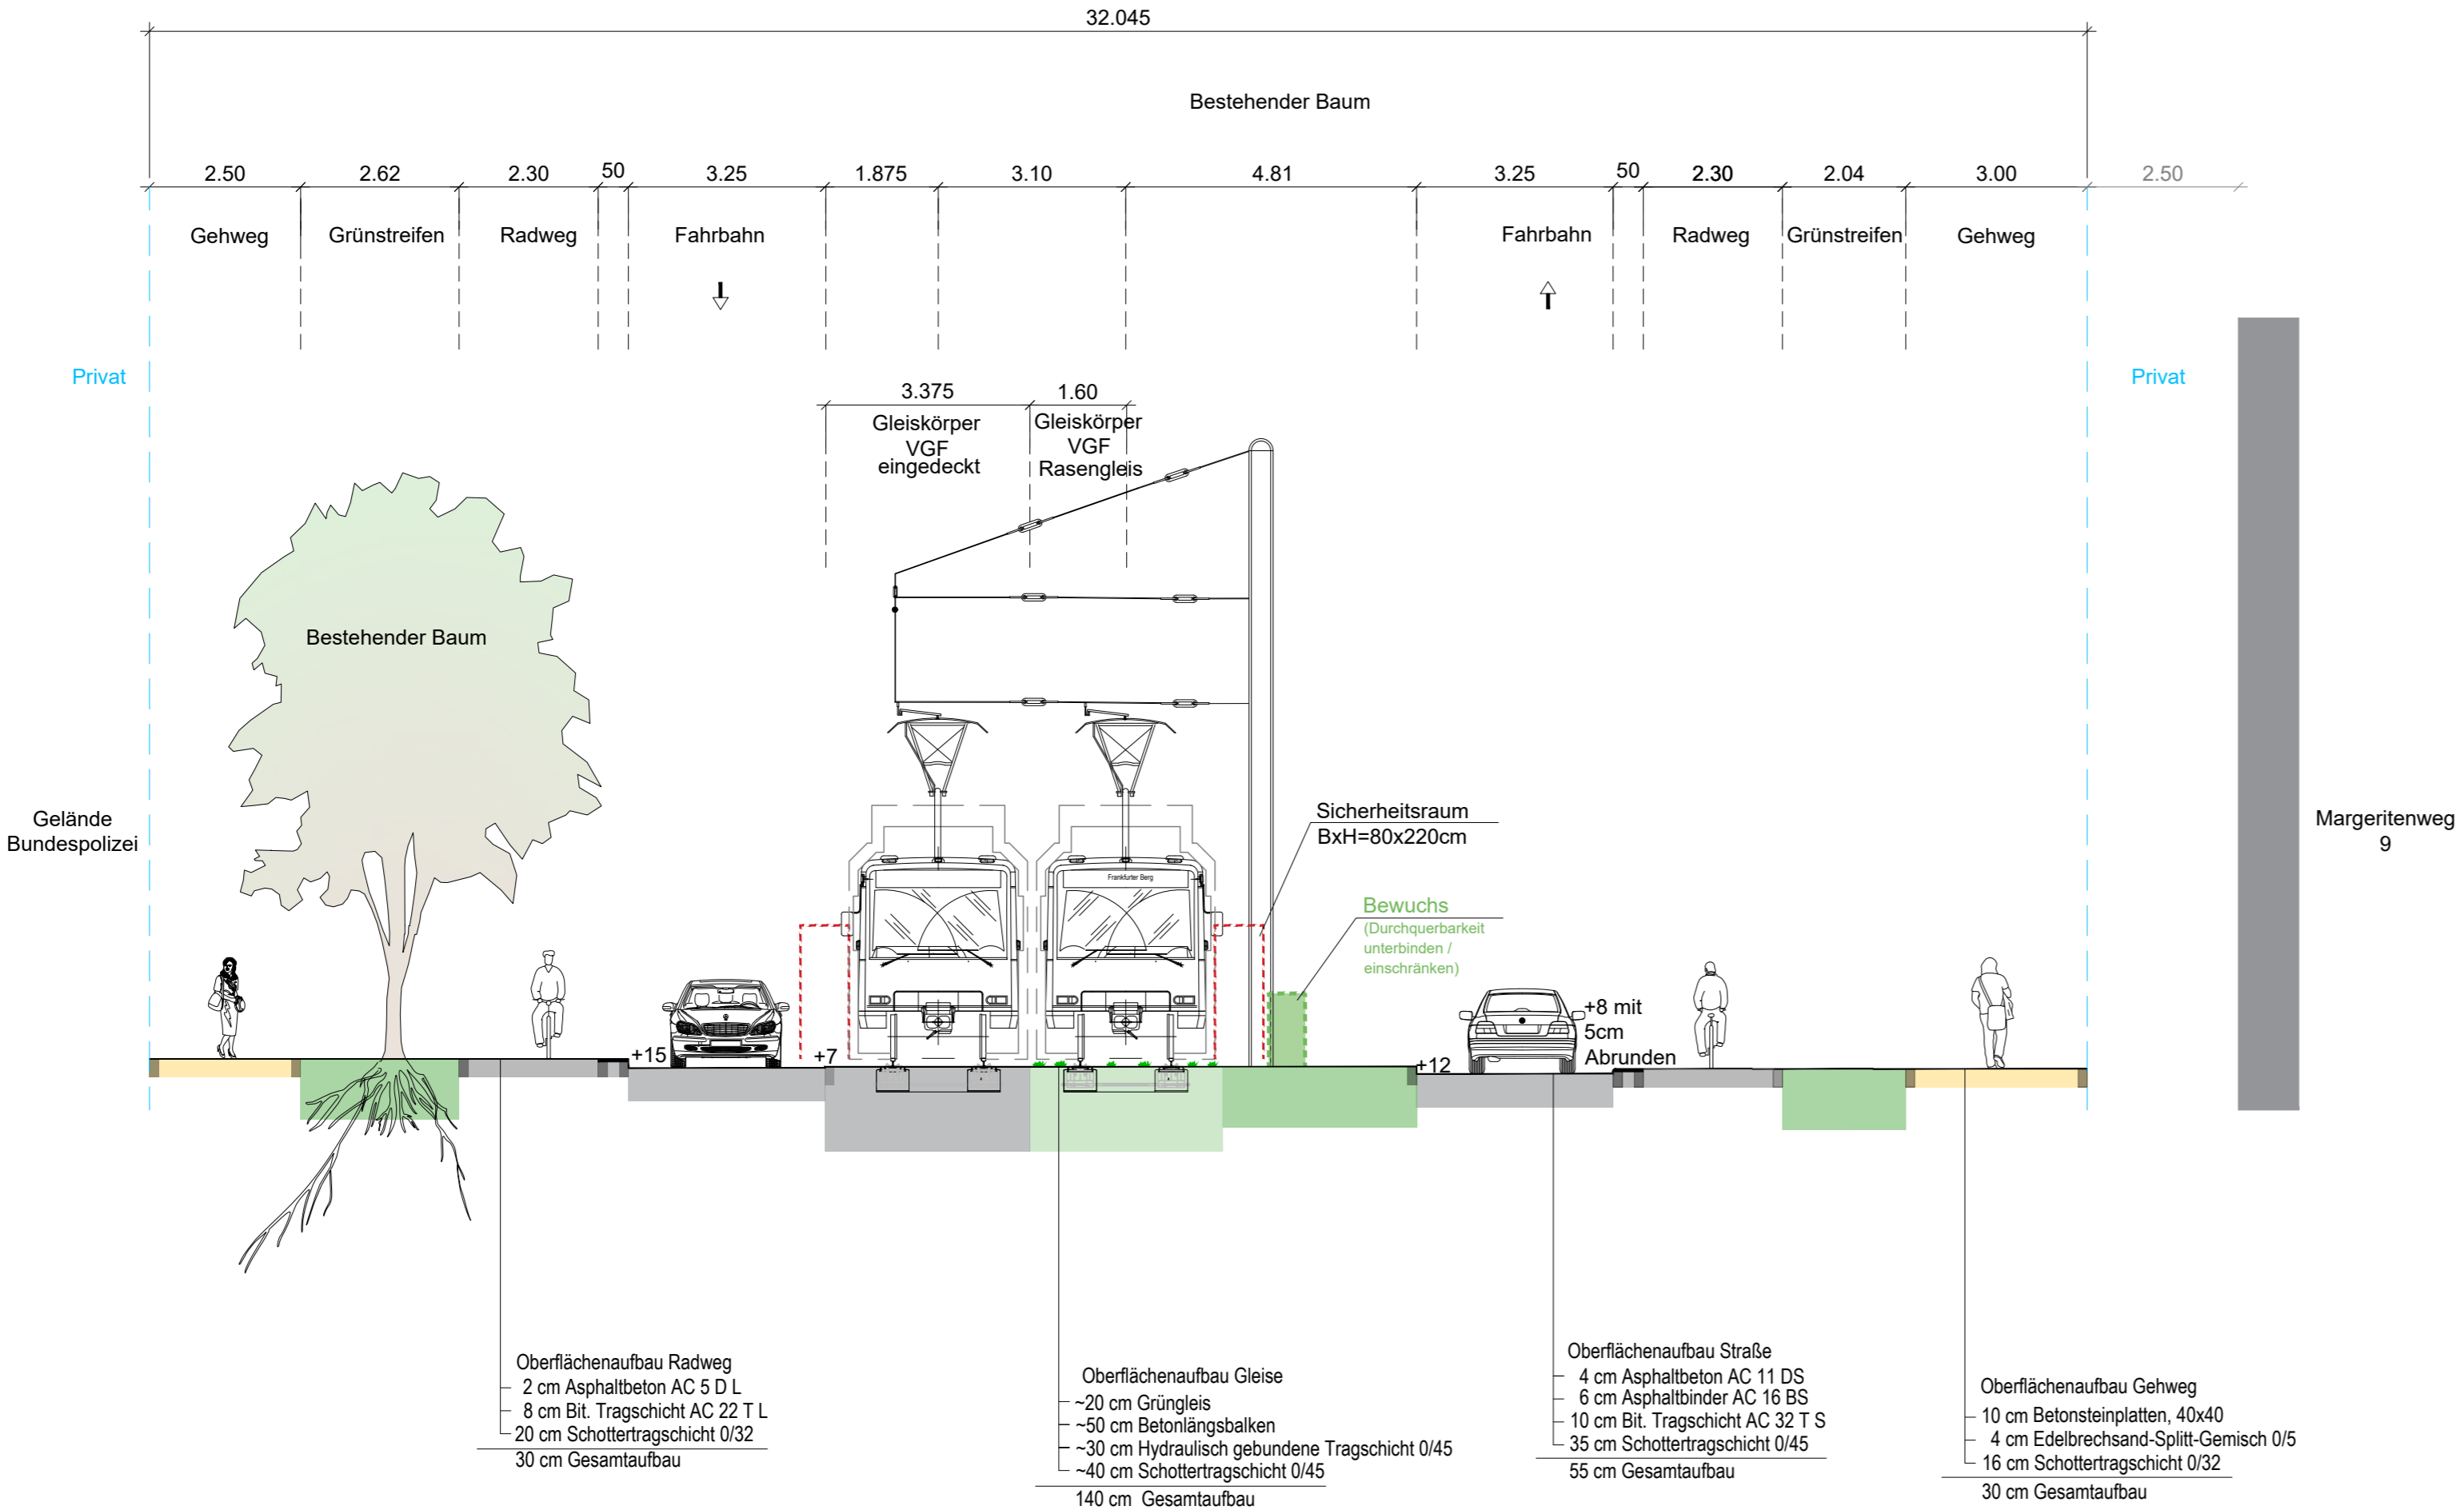 32.045
Bestehender Baum
2.50 2.62 2.30 50 3.25 1.875 3.10 4.81 3.25 50 2.30 2.04 3.00 2.50
Gehweg Grünstreifen Radweg Fahrbahn Fahrbahn Radweg Grünstreifen Gehweg
Privat
Privat
3.375 1.60
Gleiskörper
VGF
eingedeckt
Gleiskörper
VGF
Rasengleis
Bestehender Baum
Gelände
Bundespolizei
Sicherheitsraum
BxH=80x220cm
Margeritenweg
9
Frankfurter Berg
Bewuchs
(Durchquerbarkeit
unterbinden /
einschränken)
+15
+7
+12
+8 mit
5cm
Abrunden
Oberflächenaufbau Radweg
2 cm Asphaltbeton AC 5 D L
8 cm Bit. Tragschicht AC 22 T L
20 cm Schottertragschicht 0/32
30 cm Gesamtaufbau
Oberflächenaufbau Gleise
~20 cm Grüngleis
~50 cm Betonlängsbalken
~30 cm Hydraulisch gebundene Tragschicht 0/45
~40 cm Schottertragschicht 0/45
140 cm Gesamtaufbau
Oberflächenaufbau Straße
4 cm Asphaltbeton AC 11 DS
6 cm Asphaltbinder AC 16 BS
10 cm Bit. Tragschicht AC 32 T S
35 cm Schottertragschicht 0/45
55 cm Gesamtaufbau
Oberflächenaufbau Gehweg
10 cm Betonsteinplatten, 40x40
4 cm Edelbrechsand-Splitt-Gemisch 0/5
16 cm Schottertragschicht 0/32
30 cm Gesamtaufbau